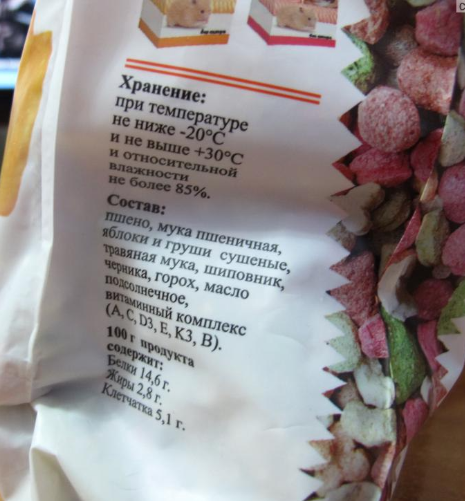 Хранение:
при температуре
не ниже -20°С
и не выше +30°С
и относительной
влажности
не более 85%.
Состав:
пшено, мука пшеничная,
яблоки и груши сушеные,
травяная мука, шиповник,
черника, горох, масло
подсолнечное,
витаминный комплекс
(A, C, D3, E, K3, B).
100 г продукта
содержит:
Белки 14,6 г.
Жиры 2,8 г.
Клетчатка 5,1 г.